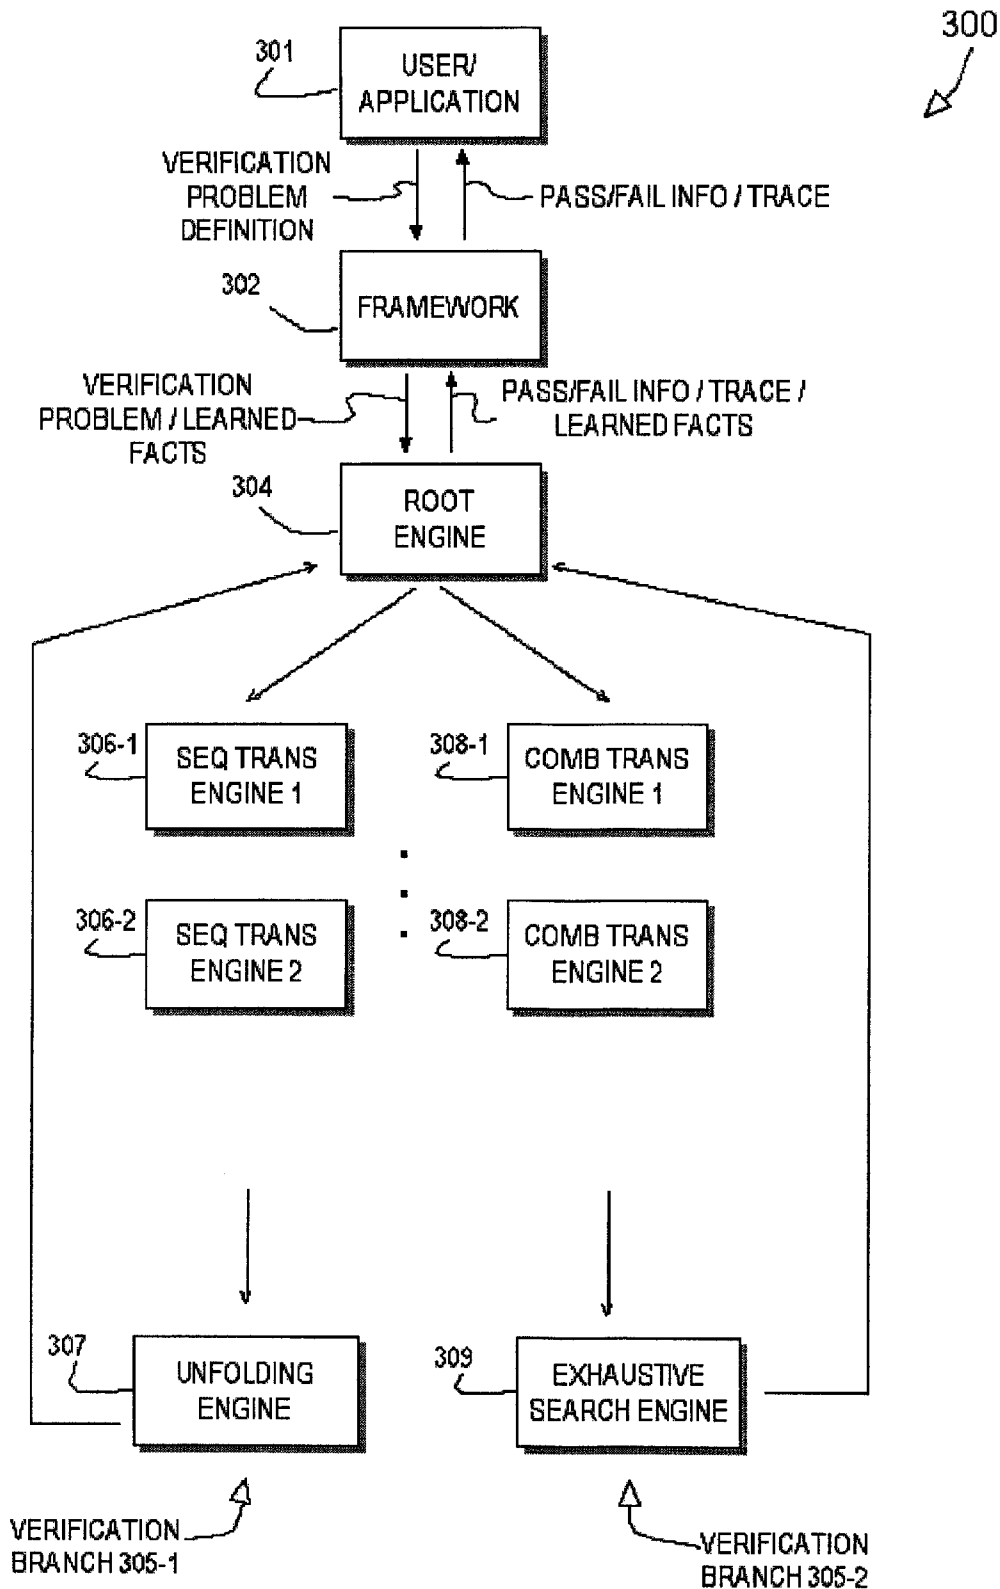 300
301
USER/
APPLICATION
VERIFICATION
PROBLEM
DEFINITION
PASS/FAIL INFO / TRACE
302
FRAMEWORK
VERIFICATION
PROBLEM / LEARNED
FACTS
PASS/FAIL INFO / TRACE /
LEARNED FACTS
304
ROOT
ENGINE
306-1
SEQ TRANS
ENGINE 1
308-1
COMB TRANS
ENGINE 1
306-2
SEQ TRANS
ENGINE 2
308-2
COMB TRANS
ENGINE 2
307
UNFOLDING
ENGINE
309
EXHAUSTIVE
SEARCH ENGINE
VERIFICATION
BRANCH 305-1
VERIFICATION
BRANCH 305-2